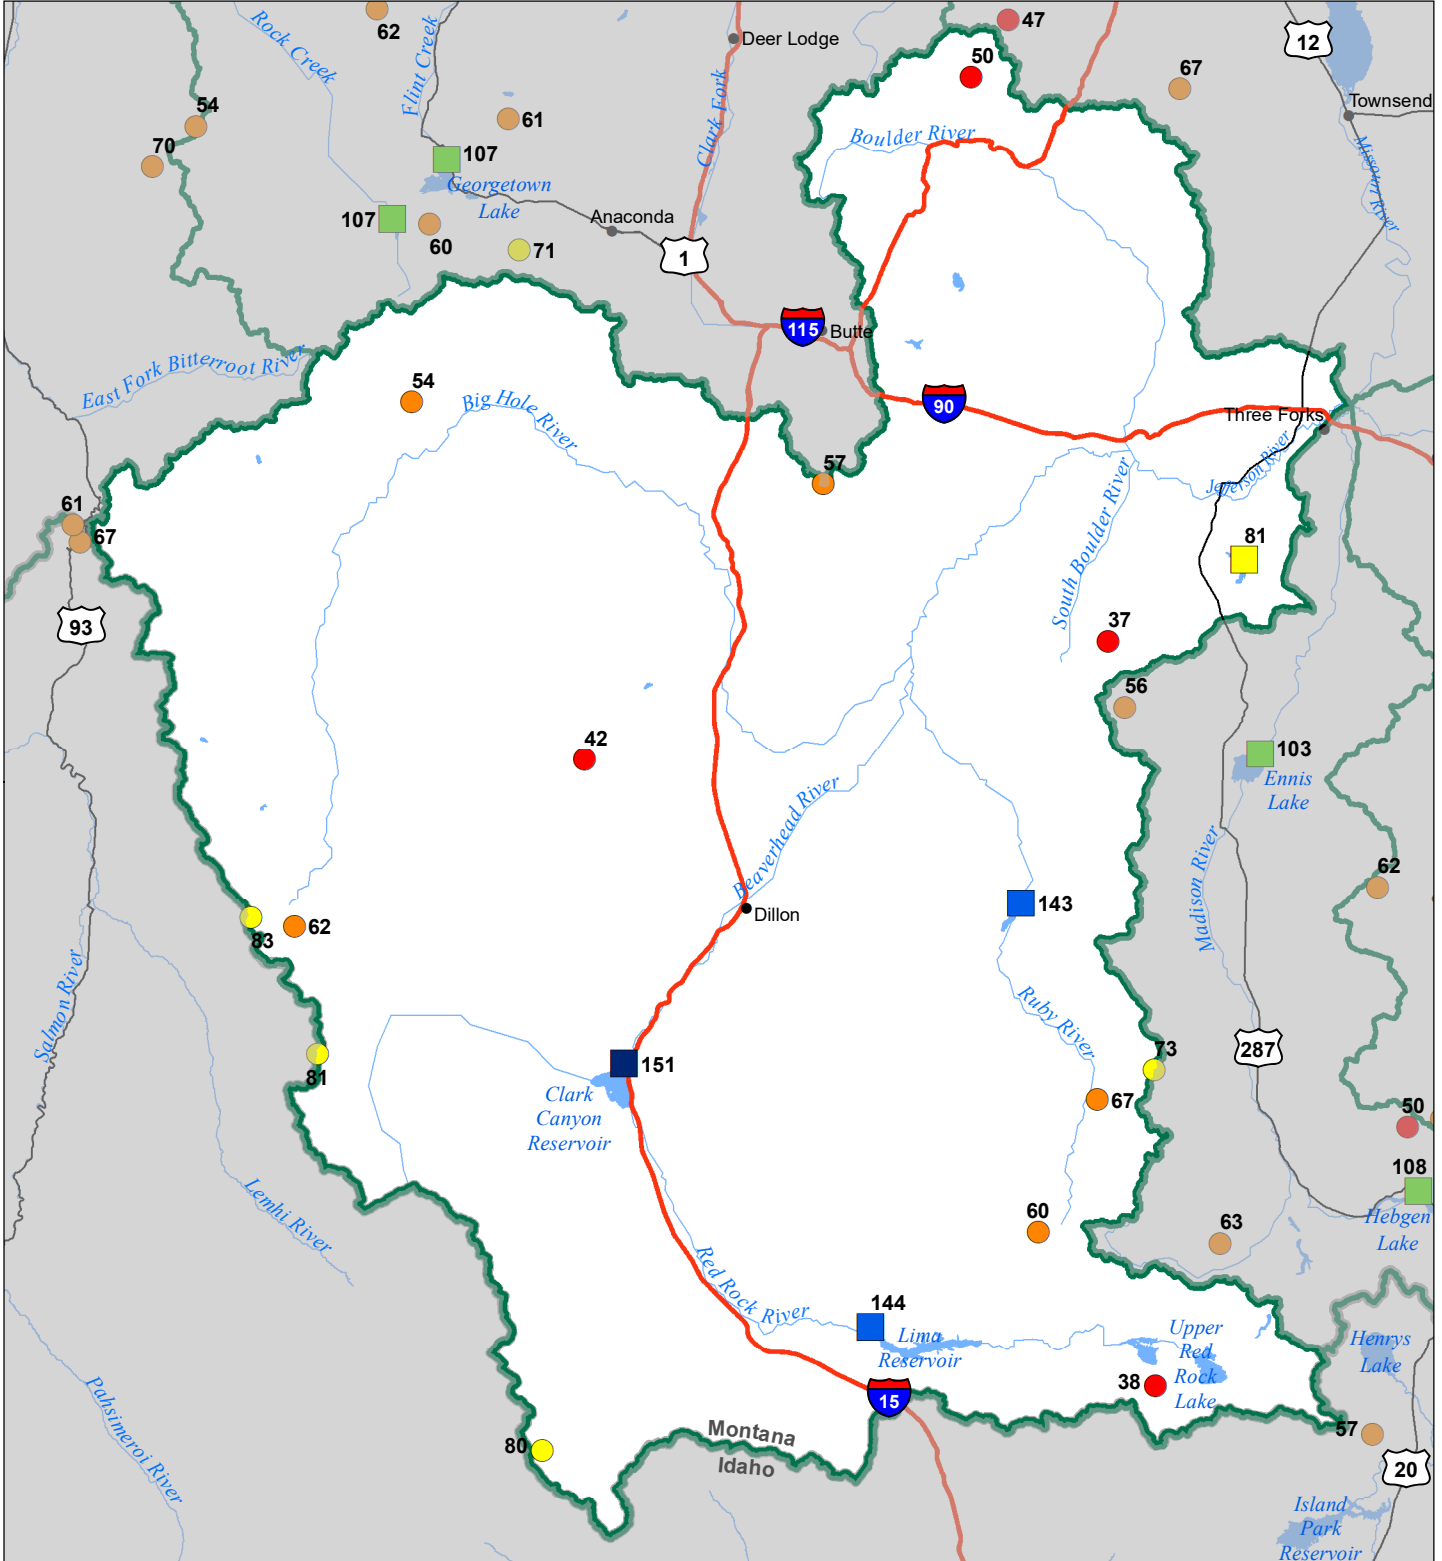 62
Rock Creek
Flint Creek
Deer Lodge
Clark Fork
47
50
12
67
Townsend
Missouri River
54
70
61
107
Georgetown
Lake
107
60
71
Anaconda
1
Boulder River
115
Butte
East Fork Bitterroot River
54
Big Hole River
90
Three Forks
Jefferson River
57
South Boulder River
81
61
67
93
37
56
42
103
Ennis
Lake
Beaverhead River
Madison River
62
143
Dillon
83
62
Salmon River
Ruby River
287
73
81
151
Clark
Canyon
Reservoir
67
50
108
Hebgen
Lake
Lemhi River
60
63
Red Rock River
144
Lima
Reservoir
Upper
Red
Rock
Lake
38
Henrys
Lake
15
Pahsimeroi River
80
Montana
Idaho
57
20
Island
Park
Reservoir